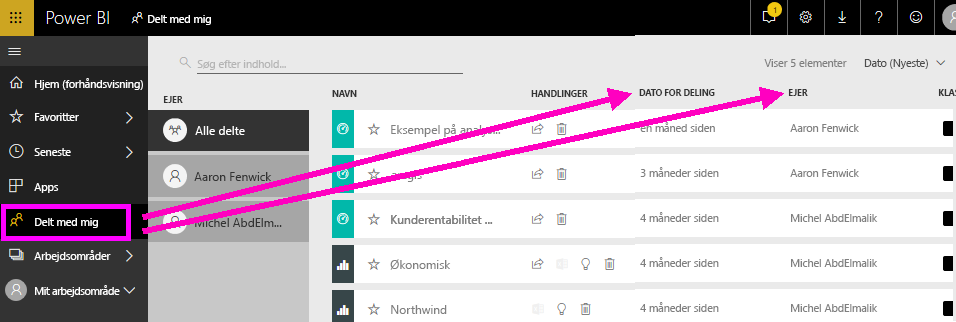 Power BI Delt med mig 1 ?
Søg efter indhold... Viser 5 elementer Dato (Nyeste)
Hjem (forhåndsvisning)
Favoritter
Seneste
Apps
Delt med mig
Arbejdsområder
Mit arbejdsområde
EJER
Alle delte
Aaron Fenwick
Michel AbdElm...
NAVN HANDLINGER DATO FOR DELING EJER KLAS
Eksempel på analy... en måned siden Aaron Fenwick
3 måneder siden Aaron Fenwick
Kunderentabilitet ... 4 måneder siden Michel AbdElmalik
Økonomisk 4 måneder siden Michel AbdElmalik
Northwind 4 måneder siden Michel AbdElmalik